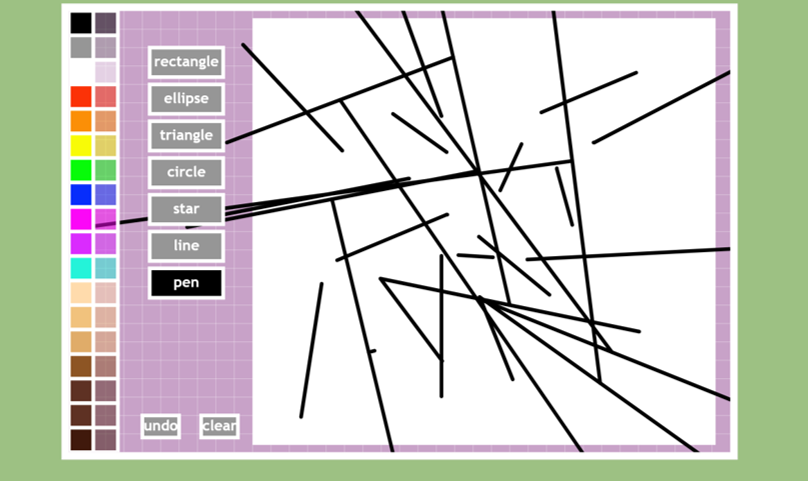 rectangle
ellipse
triangle
circle
star
line
pen
undo clear